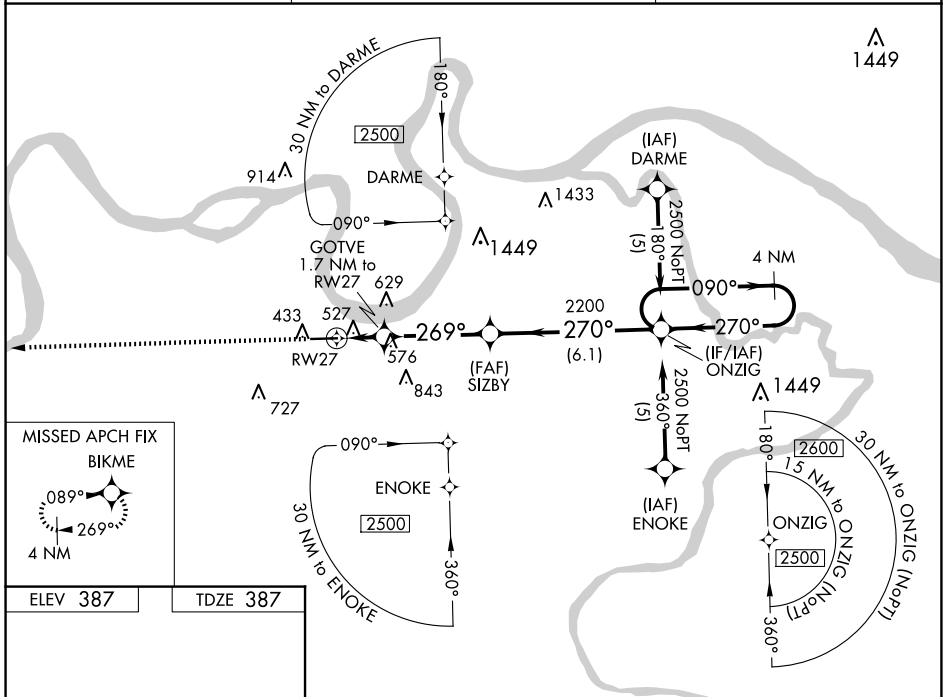 1449
30 NM to DARME
180°
2500
DARME
090°
914
1433
1449
(IAF)
DARME
2500 NoPT
180°
(5)
4 NM
090°
GOTVE
1.7 NM to
RW27
629
433
527
576
RW27
269°
2200
270°
(6.1)
270°
(FAF)
SIZBY
(IF/IAF)
ONZIG
843
727
2500 NoPT
360°
(5)
1449
(IAF)
ENOKE
MISSED APCH FIX
BIKME
089°
269°
4 NM
090°
ENOKE
2500
360°
30 NM to ENOKE
180°
2600
30 NM to ONZIG (NoPT)
15 NM to ONZIG (NoPT)
ONZIG
2500
360°
ELEV 387
TDZE 387